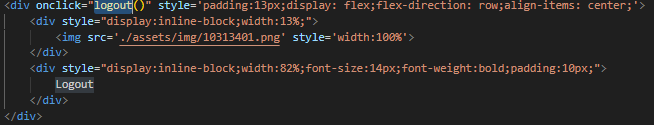 <div onclick="logout()" style='padding:13px;display: flex;flex-direction: row;align-items: center;'>
<div style="display:inline-block;width:13%;">
<img src='./assets/img/10313401.png' style='width:100%'>
</div>
<div style="display:inline-block;width:82%;font-size:14px;font-weight:bold;padding:10px;">
Logout
</div>
</div>